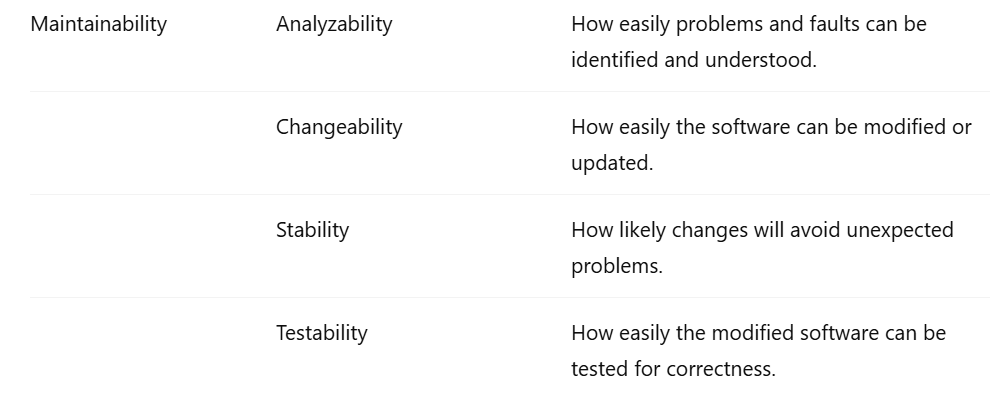 Maintainability Analyzability How easily problems and faults can be
identified and understood.
Changeability How easily the software can be modified or
updated.
Stability How likely changes will avoid unexpected
problems.
Testability How easily the modified software can be
tested for correctness.